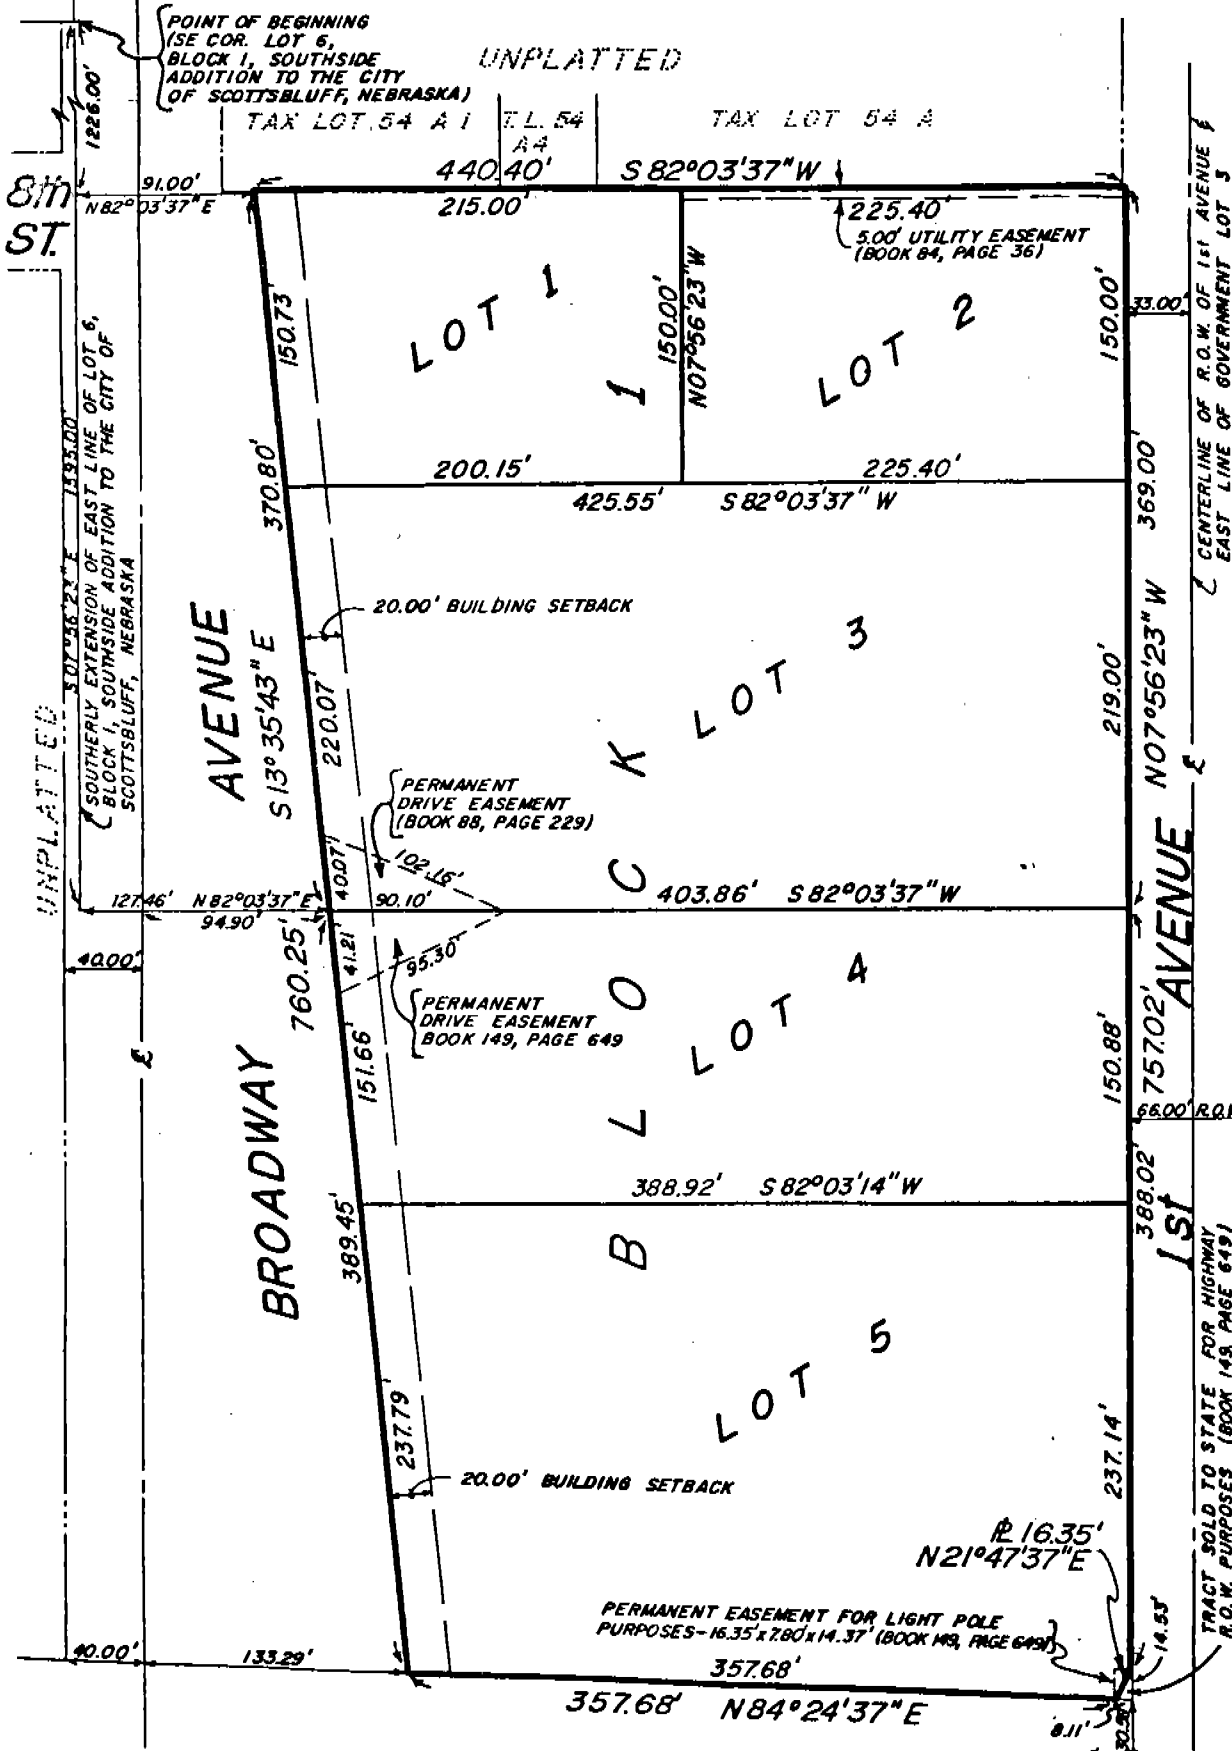 POINT OF BEGINNING
(SE COR. LOT 6,
BLOCK 1, SOUTHSIDE
ADDITION TO THE CITY
OF SCOTTSBLUFF, NEBRASKA)
UNPLATTED
1226.00'
TAX LOT 54 A 1
T.L. 54
A4
TAX LOT 54 A
440.40' S 82°03'37" W
8th
ST.
91.00'
N 82°03'37" E
215.00'
225.40'
5.00' UTILITY EASEMENT
(BOOK 84, PAGE 36)
150.73'
LOT 1
150.00'
N07°56'23" W
LOT 2
150.00'
33.00'
CENTERLINE OF R.O.W. OF 1st AVENUE &
EAST LINE OF GOVERNMENT LOT 3
200.15'
225.40'
425.55' S 82°03'37" W
370.80'
369.00'
S 07°56'23" E 1595.00'
SOUTHERLY EXTENSION OF EAST LINE OF LOT 6,
BLOCK 1, SOUTHSIDE ADDITION TO THE CITY OF
SCOTTSBLUFF, NEBRASKA
UNPLATTED
20.00' BUILDING SETBACK
LOT 3
BROADWAY AVENUE
S 13°35'43" E
220.07'
219.00'
N07°56'23" W
PERMANENT
DRIVE EASEMENT
(BOOK 88, PAGE 229)
40.07'
102.16'
127.46' N 82°03'37" E
94.90'
90.10'
403.86' S 82°03'37" W
40.00'
760.25'
41.21'
95.30'
PERMANENT
DRIVE EASEMENT
BOOK 149, PAGE 649
LOT 4
BLOCK 1
151.66'
150.88'
757.02'
1st AVENUE
66.00' R.O.W
388.92' S 82°03'14" W
389.45'
388.02'
LOT 5
237.79'
237.14'
20.00' BUILDING SETBACK
TRACT SOLD TO STATE FOR HIGHWAY
R.O.W. PURPOSES (BOOK 149, PAGE 649)
℄
℄
PL 16.35'
N 21°47'37" E
PERMANENT EASEMENT FOR LIGHT POLE
PURPOSES-16.35'x7.80'x14.37' (BOOK 149, PAGE 649)
14.53'
40.00'
133.29'
357.68'
357.68' N 84°24'37" E
8.11'